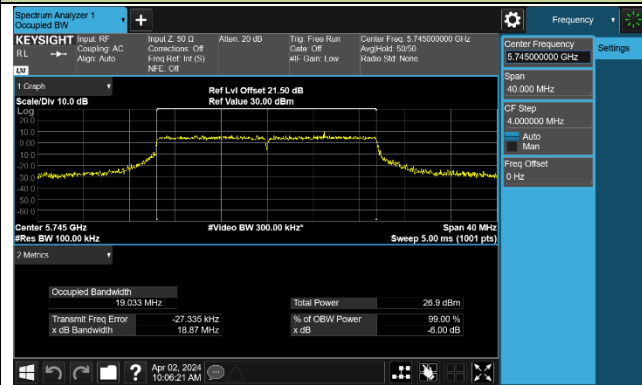 Spectrum Analyzer 1
Occupied BW
Frequency
KEYSIGHT
RL
LXI
Input: RF
Coupling: AC
Align: Auto
Input Z: 50 Ω
Corrections: Off
Freq Ref: Int (S)
NFE: Off
Atten: 20 dB
Trig: Free Run
Gate: Off
#IF Gain: Low
Center Freq: 5.745000000 GHz
Avg|Hold: 50/50
Radio Std: None
Center Frequency
5.745000000 GHz
Settings
Span
40.000 MHz
CF Step
4.000000 MHz
Auto
Man
Freq Offset
0 Hz
1 Graph
Scale/Div 10.0 dB
Ref Lvl Offset 21.50 dB
Ref Value 30.00 dBm
Log
20.0
10.0
0.00
-10.0
-20.0
-30.0
-40.0
-50.0
-60.0
Center 5.745 GHz
#Res BW 100.00 kHz
#Video BW 300.00 kHz*
Span 40 MHz
Sweep 5.00 ms (1001 pts)
2 Metrics
Occupied Bandwidth
19.033 MHz
Total Power 26.9 dBm
Transmit Freq Error -27.335 kHz
% of OBW Power 99.00 %
x dB Bandwidth 18.87 MHz
x dB -6.00 dB
Apr 02, 2024
10:06:21 AM